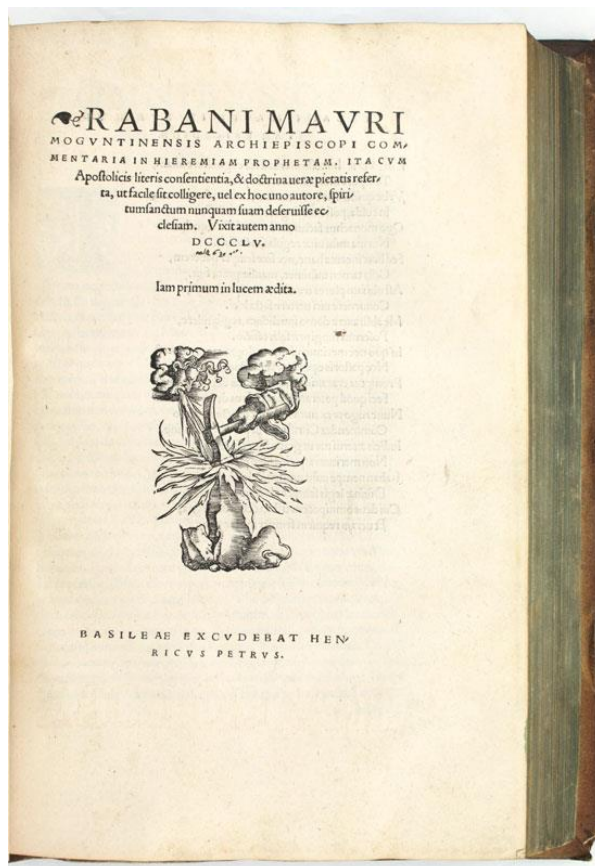 RABANI MAVRI
MOGVNTINENSIS ARCHIEPISCOPI COM-
MENTARIA IN HIEREMIAM PROPHETAM. ITA CVM
Apostolicis literis consentientia, & doctrina ueræ pietatis refer-
ta, ut facile sit colligere, uel ex hoc uno autore, spiri-
tumsanctum nunquam suam deseruisse ec-
clesiam. Vixit autem anno
DCCCLV.
Iam primum in lucem ædita.
BASILEAE EXCVDEBAT HEN-
RICVS PETRVS.